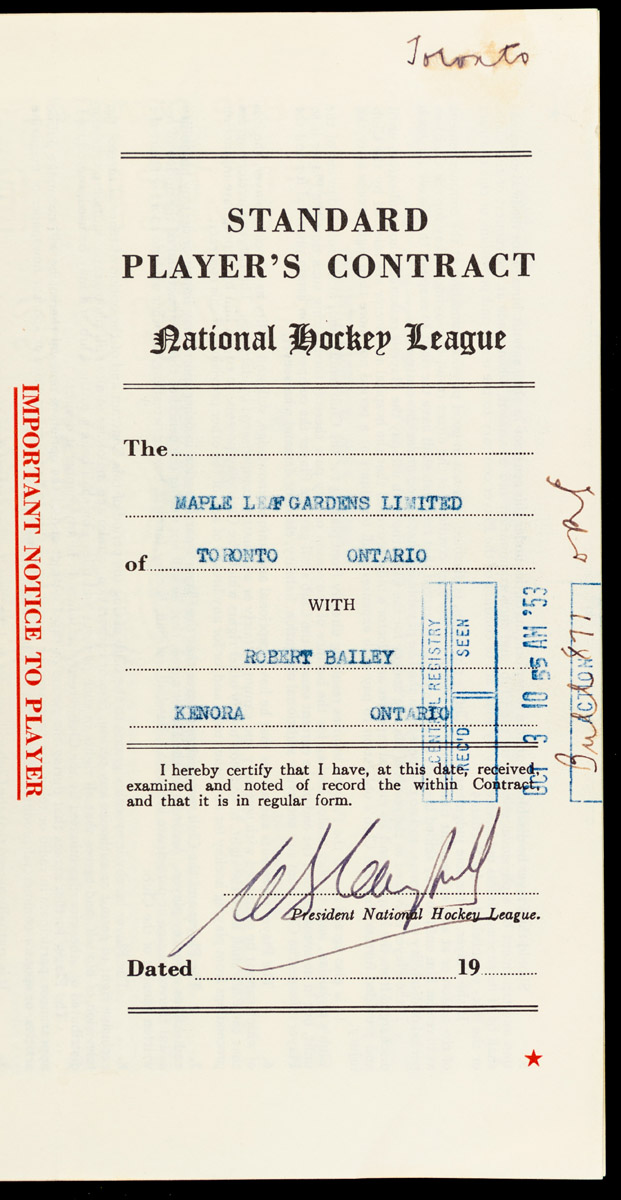 Toronto
STANDARD
PLAYER'S CONTRACT
National Hockey League
IMPORTANT NOTICE TO PLAYER
The
MAPLE LEAF GARDENS LIMITED
of TORONTO ONTARIO
WITH
ROBERT BAILEY
KENORA ONTARIO
CENTRAL REGISTRY
REC'D SEEN
OCT 3 10 55 AM '53
ACTION
I hereby certify that I have, at this date, received
examined and noted of record the within Contract,
and that it is in regular form.
President National Hockey League.
Dated 19